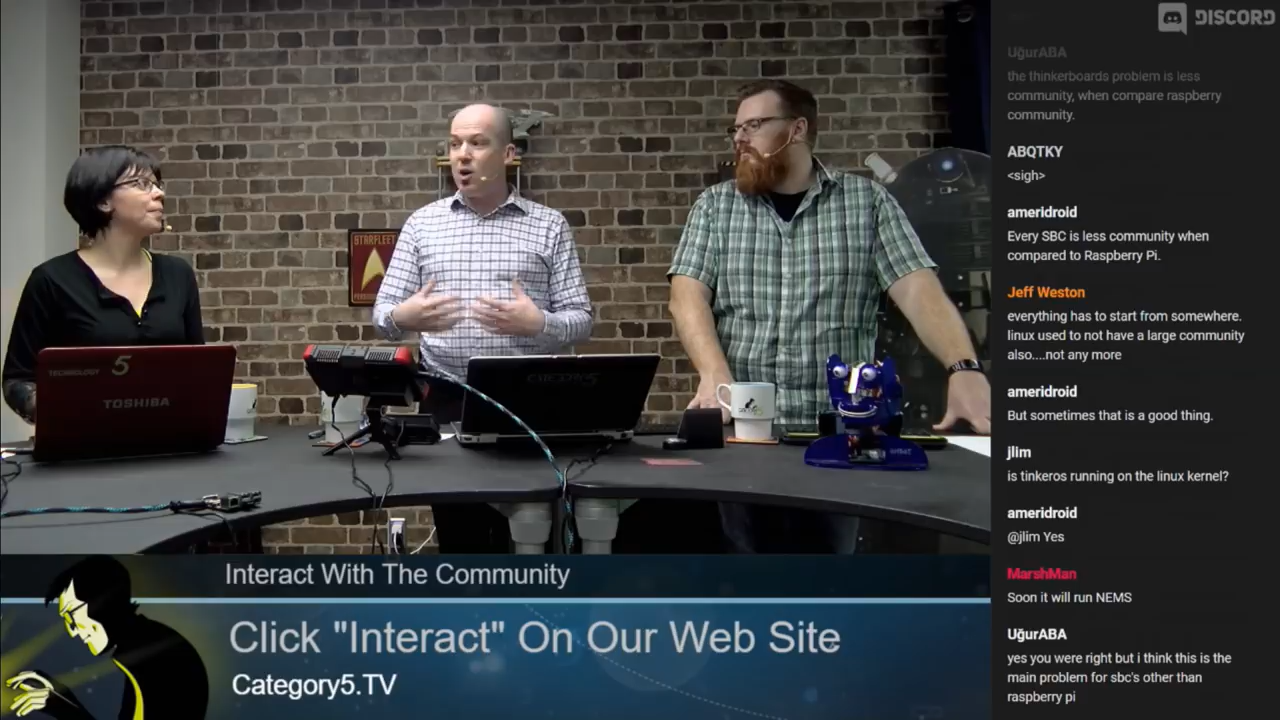 DISCORD
UğurABA
the thinkerboards problem is less
community, when compare raspberry
community.
ABQTKY
<sigh>
ameridroid
Every SBC is less community when
compared to Raspberry Pi.
Jeff Weston
everything has to start from somewhere.
linux used to not have a large community
also....not any more
ameridroid
But sometimes that is a good thing.
jlim
is tinkeros running on the linux kernel?
ameridroid
@jlim Yes
MarshMan
Soon it will run NEMS
UğurABA
yes you were right but i think this is the
main problem for sbc's other than
raspberry pi
STARFLEET
TECHNOLOGY 5
TOSHIBA
CATEGORY5
Interact With The Community
Click "Interact" On Our Web Site
Category5.TV